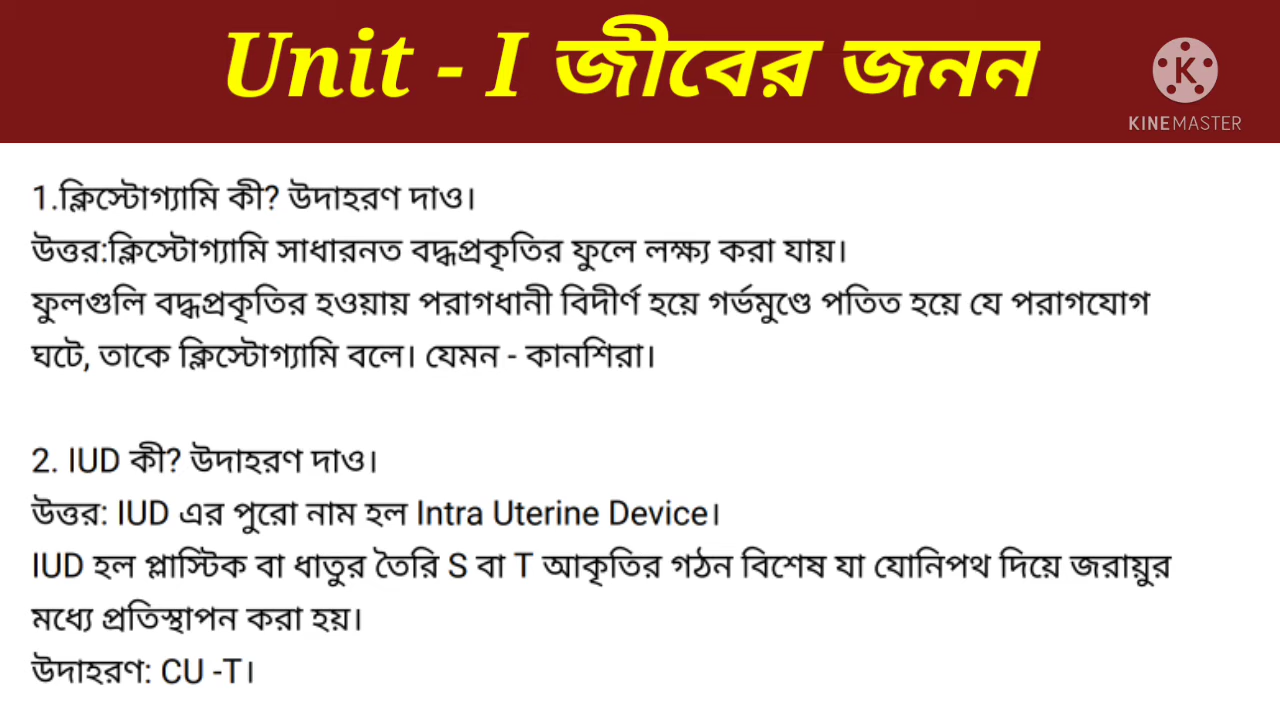 Unit - I জীবের জনন
KINEMASTER
1.ক্লিস্টোগ্যামি কী? উদাহরণ দাও।
উত্তর:ক্লিস্টোগ্যামি সাধারনত বদ্ধপ্রকৃতির ফুলে লক্ষ্য করা যায়।
ফুলগুলি বদ্ধপ্রকৃতির হওয়ায় পরাগধানী বিদীর্ণ হয়ে গর্ভমুণ্ডে পতিত হয়ে যে পরাগযোগ
ঘটে, তাকে ক্লিস্টোগ্যামি বলে। যেমন - কানশিরা।
2. IUD কী? উদাহরণ দাও।
উত্তর: IUD এর পুরো নাম হল Intra Uterine Device।
IUD হল প্লাস্টিক বা ধাতুর তৈরি S বা T আকৃতির গঠন বিশেষ যা যোনিপথ দিয়ে জরায়ুর
মধ্যে প্রতিস্থাপন করা হয়।
উদাহরণ: CU -T।